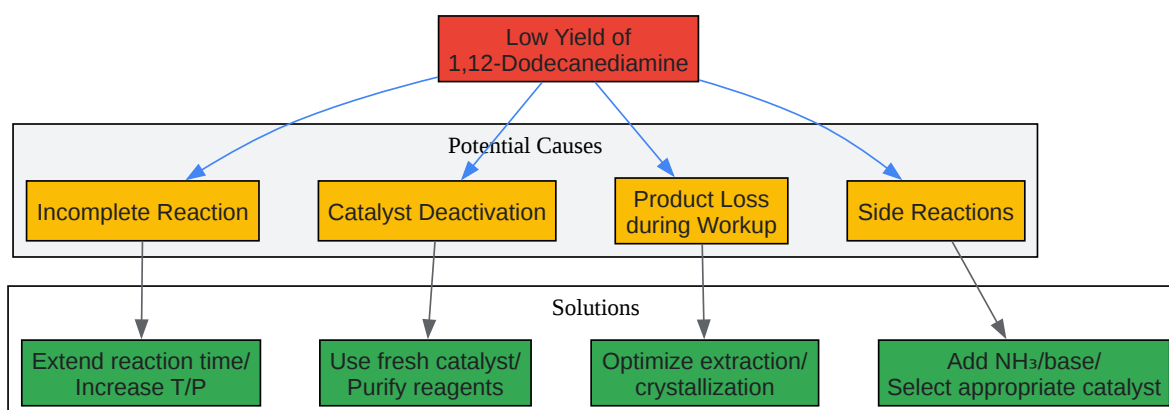 Low Yield of
1,12-Dodecanediamine
Potential Causes
Incomplete Reaction
Catalyst Deactivation
Product Loss
during Workup
Side Reactions
Solutions
Extend reaction time/
Increase T/P
Use fresh catalyst/
Purify reagents
Optimize extraction/
crystallization
Add NH₃/base/
Select appropriate catalyst